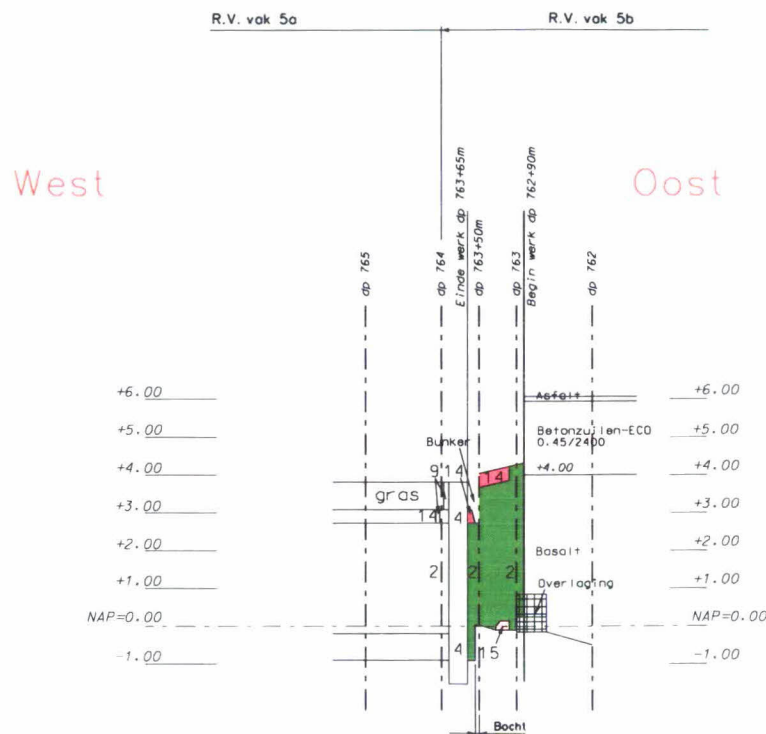 R.V. vak 5a
R.V. vak 5b
West
Oost
dp 765
dp 764
Einde werk dp 763+65m
dp 763+50m
dp 763
Begin werk dp 762+90m
dp 762
+6.00
Asfalt
+6.00
+5.00
Betonzuilen-ECO
0.45/2400
+5.00
Bunker
+4.00
9
14
14
+4.00
+4.00
gras
+3.00
14
4
+3.00
+2.00
Basalt
+2.00
2
2
2
+1.00
Overlaging
+1.00
NAP=0.00
NAP=0.00
-1.00
4
15
-1.00
Bocht